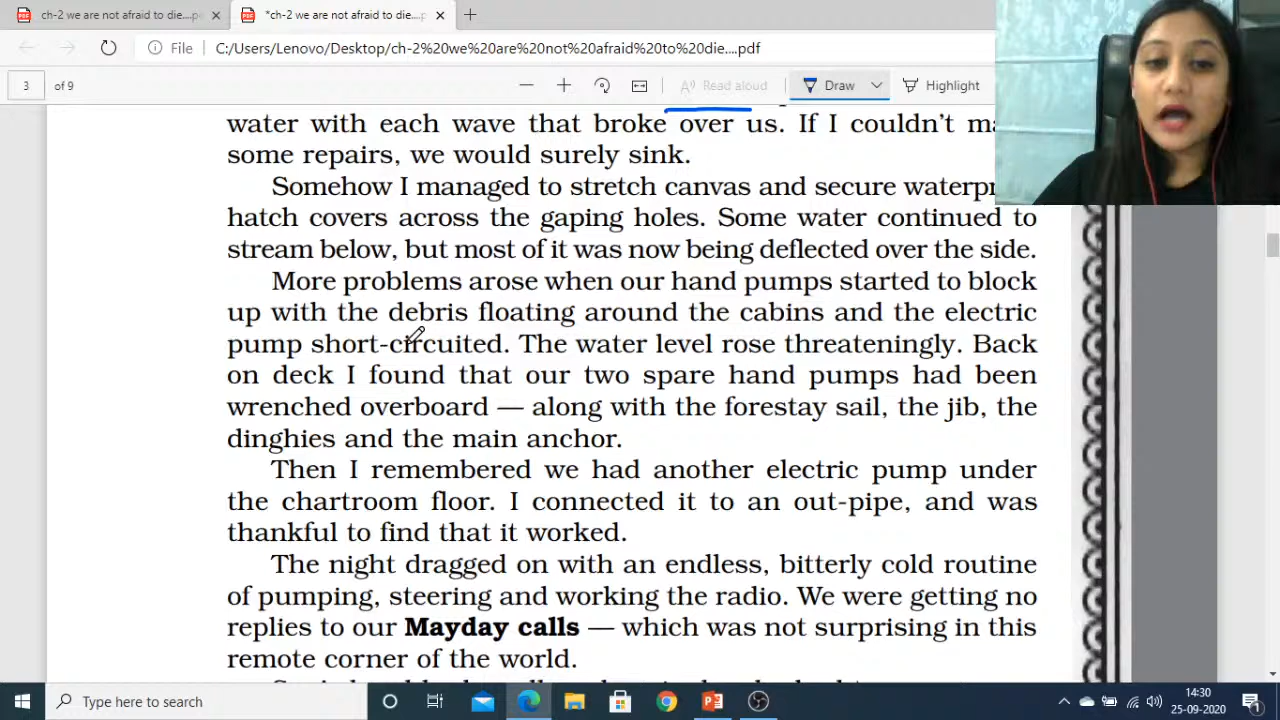 ch-2 we are not afraid to die....pe
*ch-2 we are not afraid to die....p
File
C:/Users/Lenovo/Desktop/ch-2%20we%20are%20not%20afraid%20to%20die....pdf
3 of 9
Read aloud
Draw
Highlight
water with each wave that broke over us. If I couldn't ma
some repairs, we would surely sink.
Somehow I managed to stretch canvas and secure waterpr
hatch covers across the gaping holes. Some water continued to
stream below, but most of it was now being deflected over the side.
More problems arose when our hand pumps started to block
up with the debris floating around the cabins and the electric
pump short-circuited. The water level rose threateningly. Back
on deck I found that our two spare hand pumps had been
wrenched overboard — along with the forestay sail, the jib, the
dinghies and the main anchor.
Then I remembered we had another electric pump under
the chartroom floor. I connected it to an out-pipe, and was
thankful to find that it worked.
The night dragged on with an endless, bitterly cold routine
of pumping, steering and working the radio. We were getting no
replies to our Mayday calls — which was not surprising in this
remote corner of the world.
Type here to search
14:30
25-09-2020
1